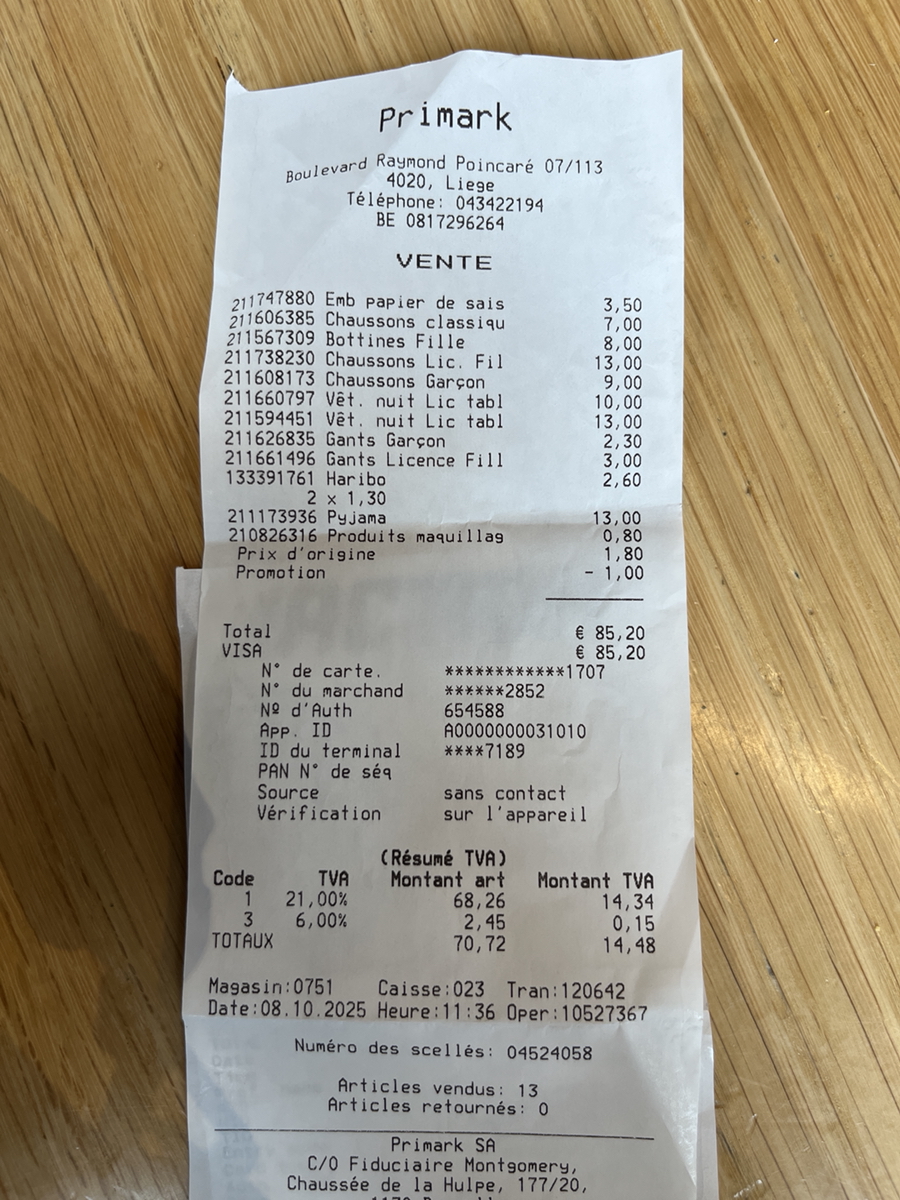 Primark
Boulevard Raymond Poincaré 07/113
4020, Liege
Téléphone: 043422194
BE 0817296264
VENTE
211747880 Emb papier de sais 3,50
211606385 Chaussons classiqu 7,00
211567309 Bottines Fille 8,00
211738230 Chaussons Lic. Fil 13,00
211608173 Chaussons Garçon 9,00
211660797 Vêt. nuit Lic tabl 10,00
211594451 Vêt. nuit Lic tabl 13,00
211626835 Gants Garçon 2,30
211661496 Gants Licence Fill 3,00
133391761 Haribo 2,60
2 x 1,30
211173936 Pyjama 13,00
210826316 Produits maquillag 0,80
Prix d'origine 1,80
Promotion - 1,00
Total € 85,20
VISA € 85,20
N° de carte. ************1707
N° du marchand ******2852
Nº d'Auth 654588
App. ID A0000000031010
ID du terminal ****7189
PAN N° de séq
Source sans contact
Vérification sur l'appareil
(Résumé TVA)
Code TVA Montant art Montant TVA
1 21,00% 68,26 14,34
3 6,00% 2,45 0,15
TOTAUX 70,72 14,48
Magasin:0751 Caisse:023 Tran:120642
Date:08.10.2025 Heure:11:36 Oper:10527367
Numéro des scellés: 04524058
Articles vendus: 13
Articles retournés: 0
Primark SA
C/O Fiduciaire Montgomery,
Chaussée de la Hulpe, 177/20,